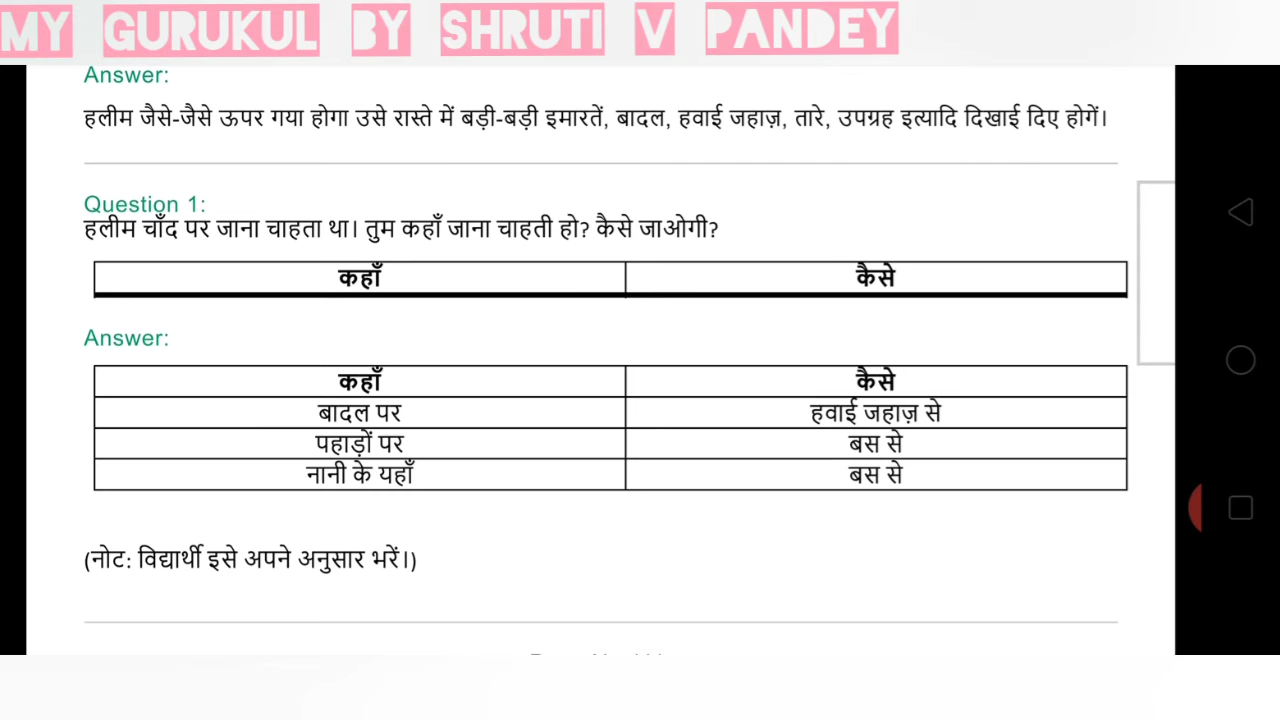 MY GURUKUL BY SHRUTI V PANDEY
Answer:
हलीम जैसे-जैसे ऊपर गया होगा उसे रास्ते में बड़ी-बड़ी इमारतें, बादल, हवाई जहाज़, तारे, उपग्रह इत्यादि दिखाई दिए होगें।
Question 1:
हलीम चाँद पर जाना चाहता था। तुम कहाँ जाना चाहती हो? कैसे जाओगी?
कहाँ कैसे
Answer:
कहाँ कैसे
बादल पर हवाई जहाज़ से
पहाड़ों पर बस से
नानी के यहाँ बस से
(नोट: विद्यार्थी इसे अपने अनुसार भरें।)